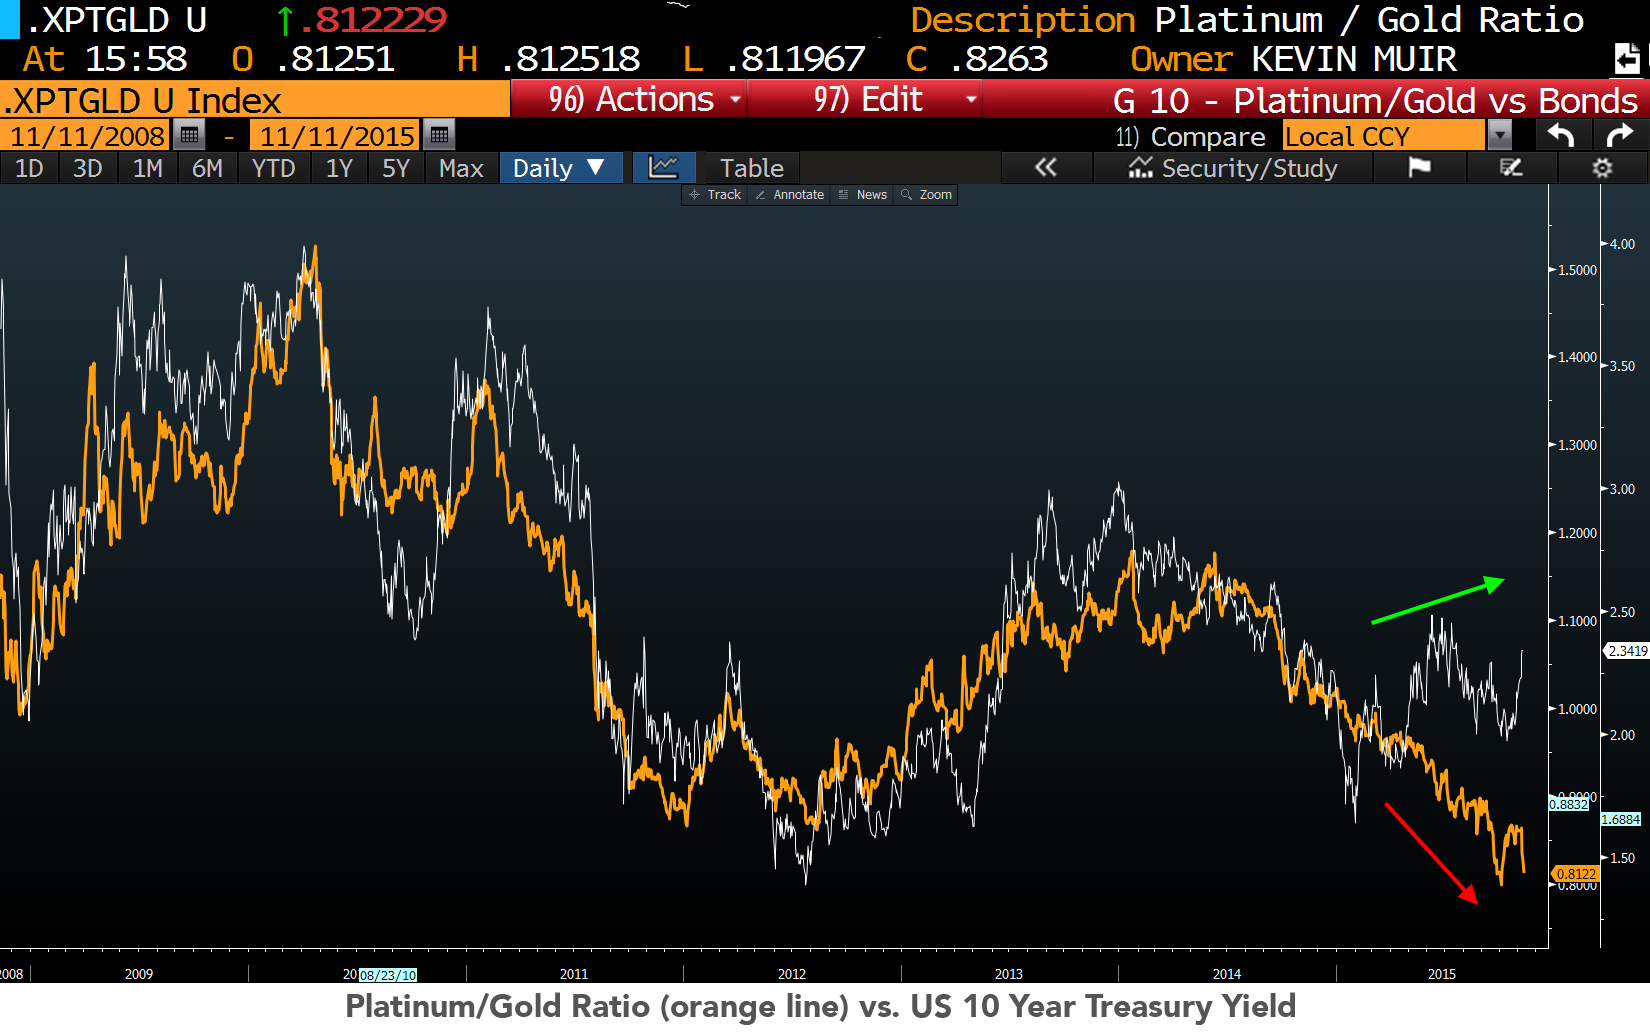 .XPTGLD U ↑.812229 Description Platinum / Gold Ratio
At 15:58 O .81251 H .812518 L .811967 C .8263 Owner KEVIN MUIR
.XPTGLD U Index 96) Actions 97) Edit G 10 - Platinum/Gold vs Bonds
11/11/2008 - 11/11/2015 11) Compare Local CCY
1D 3D 1M 6M YTD 1Y 5Y Max Daily ▼ Table « Security/Study
Track Annotate News Zoom
4.00
1.5000
1.4000
3.50
1.3000
3.00
1.2000
2.50
1.1000
2.3419
1.0000
2.00
0.9000
0.8832
1.6884
1.50
0.8122
0.8000
2008 2009 20 08/23/10 2011 2012 2013 2014 2015
Platinum/Gold Ratio (orange line) vs. US 10 Year Treasury Yield